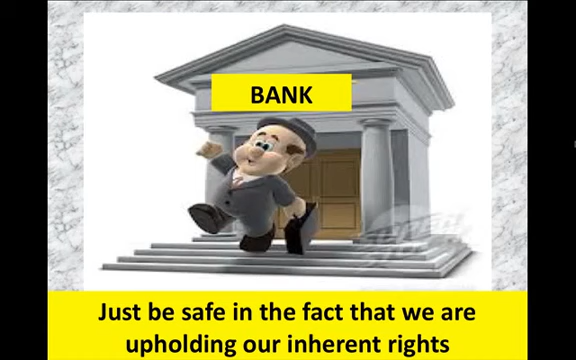 BANK
Just be safe in the fact that we are
upholding our inherent rights